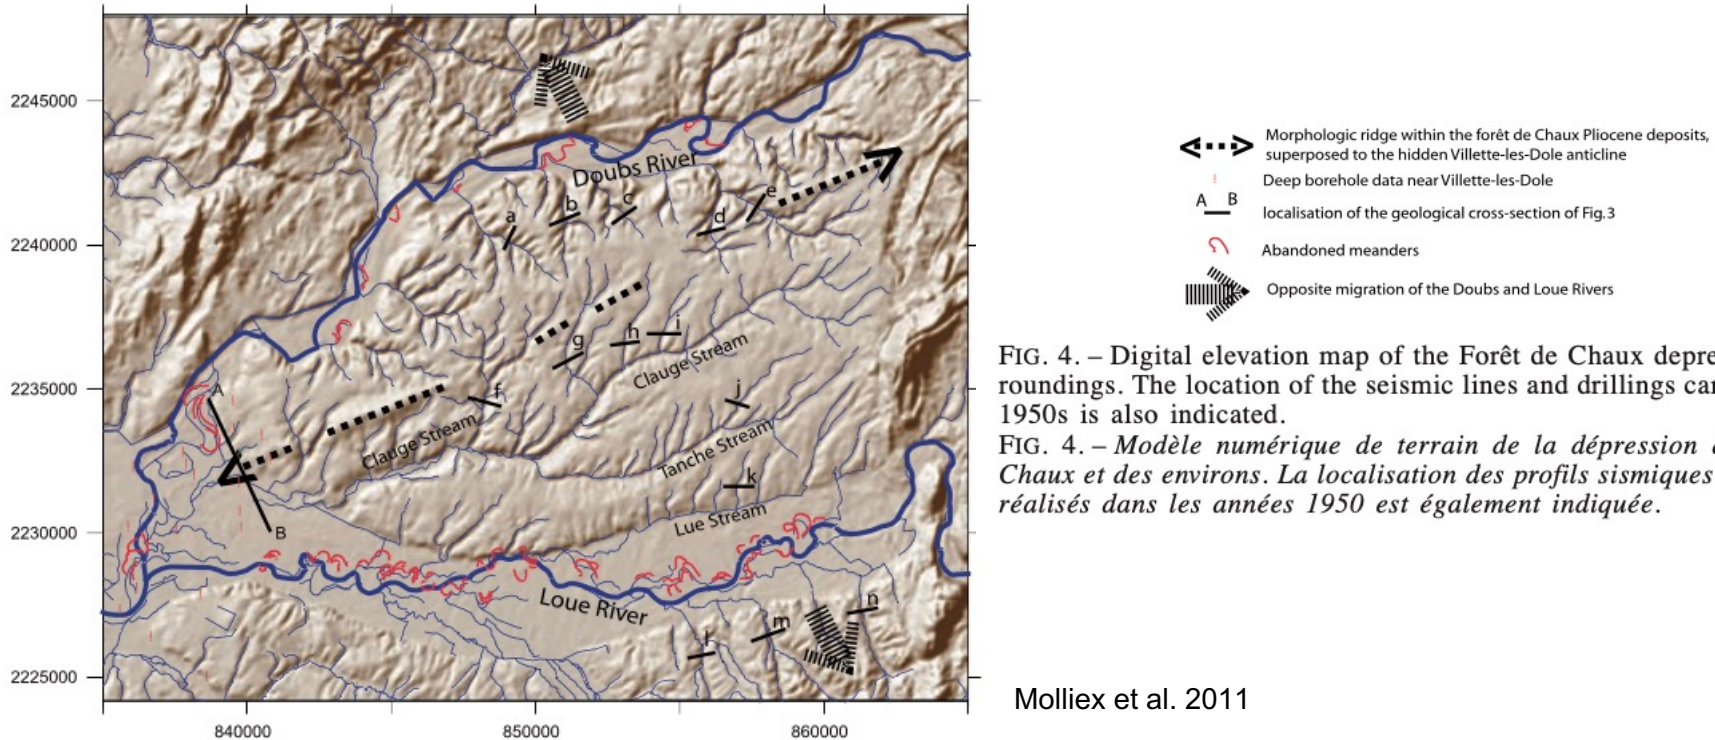 2245000
2240000
2235000
2230000
2225000
840000
850000
860000
Doubs River
a
b
c
d
e
f
g
h
i
j
k
l
m
n
Clauge Stream
Clauge Stream
Tanche Stream
Lue Stream
Loue River
A
B
Morphologic ridge within the forêt de Chaux Pliocene deposits,
superposed to the hidden Villette-les-Dole anticline
Deep borehole data near Villette-les-Dole
A B
localisation of the geological cross-section of Fig.3
Abandoned meanders
Opposite migration of the Doubs and Loue Rivers
FIG. 4. – Digital elevation map of the Forêt de Chaux depre
roundings. The location of the seismic lines and drillings car
1950s is also indicated.
FIG. 4. – Modèle numérique de terrain de la dépression d
Chaux et des environs. La localisation des profils sismiques
réalisés dans les années 1950 est également indiquée.
Molliex et al. 2011